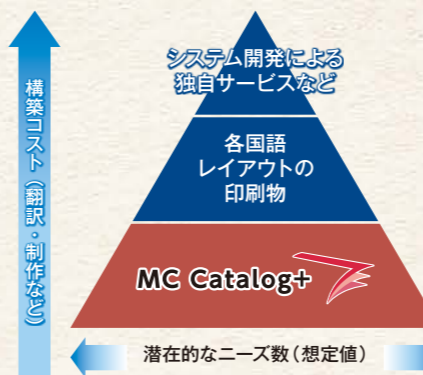 構築コスト（翻訳・制作など）
システム開発による
独自サービスなど
各国語
レイアウトの
印刷物
MC Catalog+
潜在的なニーズ数（想定値）